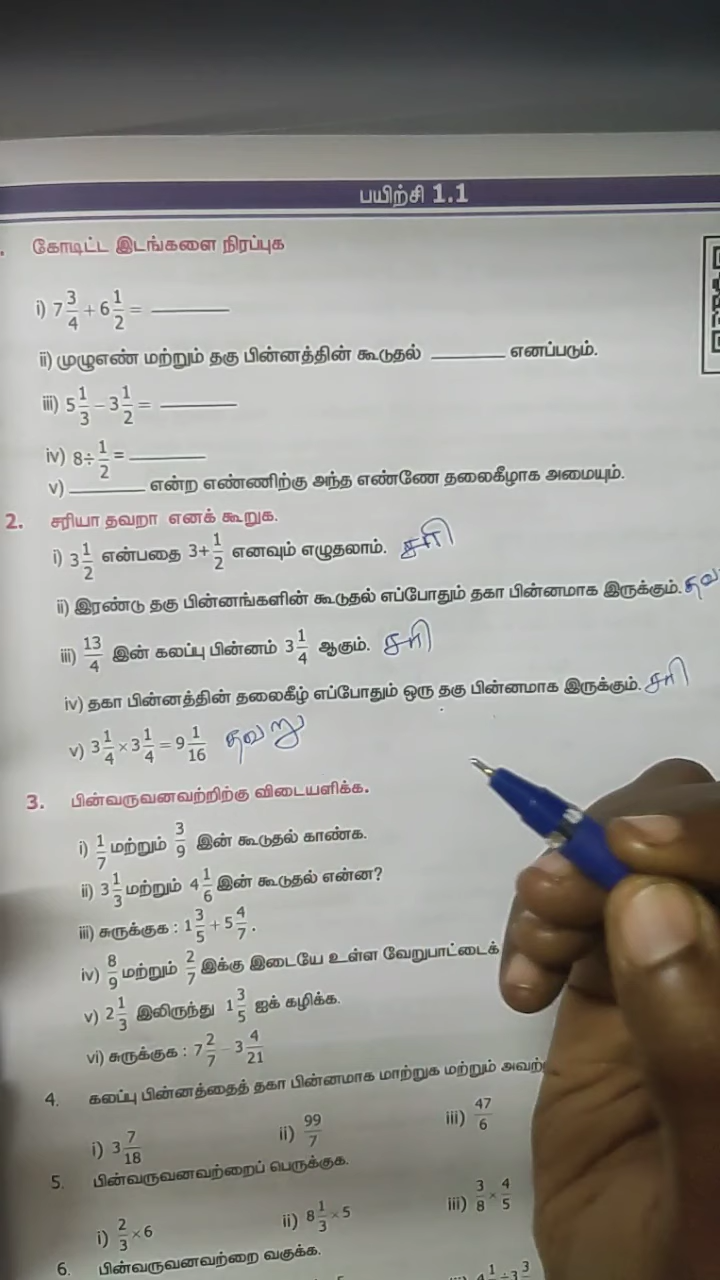 பயிற்சி 1.1
கோடிட்ட இடங்களை நிரப்புக
i) 7 3/4 + 6 1/2 = ______
ii) முழுஎண் மற்றும் தகு பின்னத்தின் கூடுதல் ______ எனப்படும்.
iii) 5 1/3 – 3 1/2 = ______
iv) 8 ÷ 1/2 = ______
v) ______ என்ற எண்ணிற்கு அந்த எண்ணே தலைகீழாக அமையும்.
2. சரியா தவறா எனக் கூறுக.
i) 3 1/2 என்பதை 3 + 1/2 எனவும் எழுதலாம். சரி
ii) இரண்டு தகு பின்னங்களின் கூடுதல் எப்போதும் தகா பின்னமாக இருக்கும். தவ
iii) 13/4 இன் கலப்பு பின்னம் 3 1/4 ஆகும். சரி
iv) தகா பின்னத்தின் தலைகீழ் எப்போதும் ஒரு தகு பின்னமாக இருக்கும். சரி
v) 3 1/4 × 3 1/4 = 9 1/16 தவறு
3. பின்வருவனவற்றிற்கு விடையளிக்க.
i) 1/7 மற்றும் 3/9 இன் கூடுதல் காண்க.
ii) 3 1/3 மற்றும் 4 1/6 இன் கூடுதல் என்ன?
iii) சுருக்குக : 1 3/5 + 5 4/7 .
iv) 8/9 மற்றும் 2/7 இக்கு இடையே உள்ள வேறுபாட்டைக்
v) 2 1/3 இலிருந்து 1 3/5 ஐக் கழிக்க.
vi) சுருக்குக : 7 2/7 – 3 4/21
4. கலப்பு பின்னத்தைத் தகா பின்னமாக மாற்றுக மற்றும்
i) 3 7/18 ii) 99/7 iii) 47/6
5. பின்வருவனவற்றைப் பெருக்குக.
i) 2/3 × 6 ii) 8 1/3 × 5 iii) 3/8 × 4/5
6. பின்வருவனவற்றை வகுக்க.